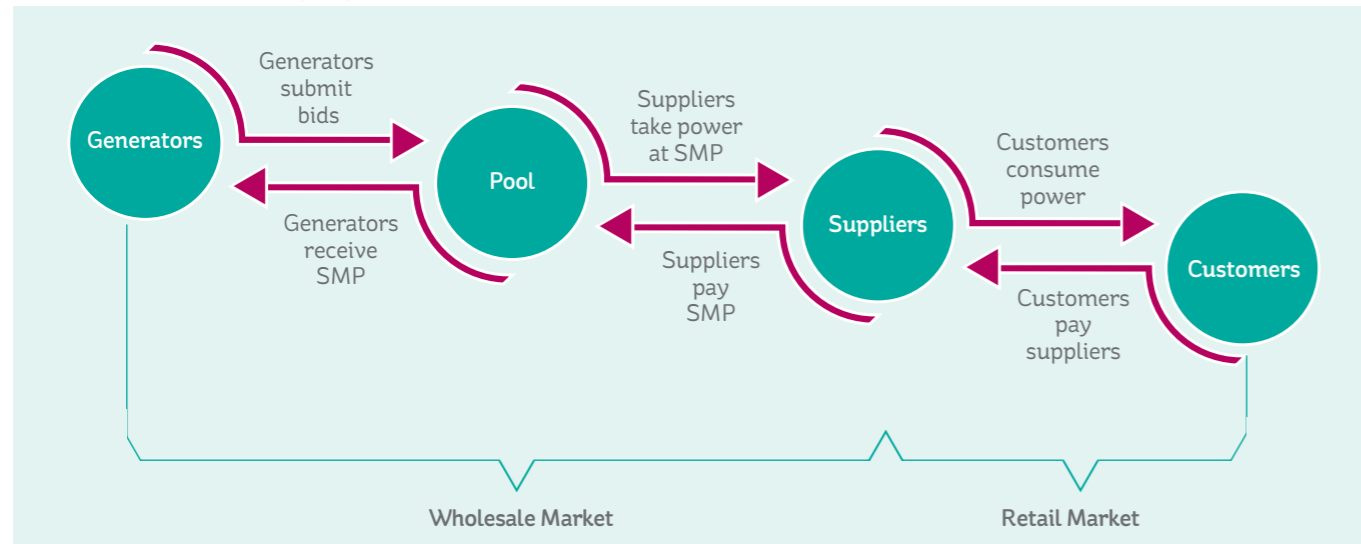 Generators
submit
bids
Generators
Suppliers
take power
at SMP
Pool
Customers
consume
power
Generators
receive
SMP
Suppliers
Suppliers
pay
SMP
Customers
Customers
pay
suppliers
Wholesale Market
Retail Market